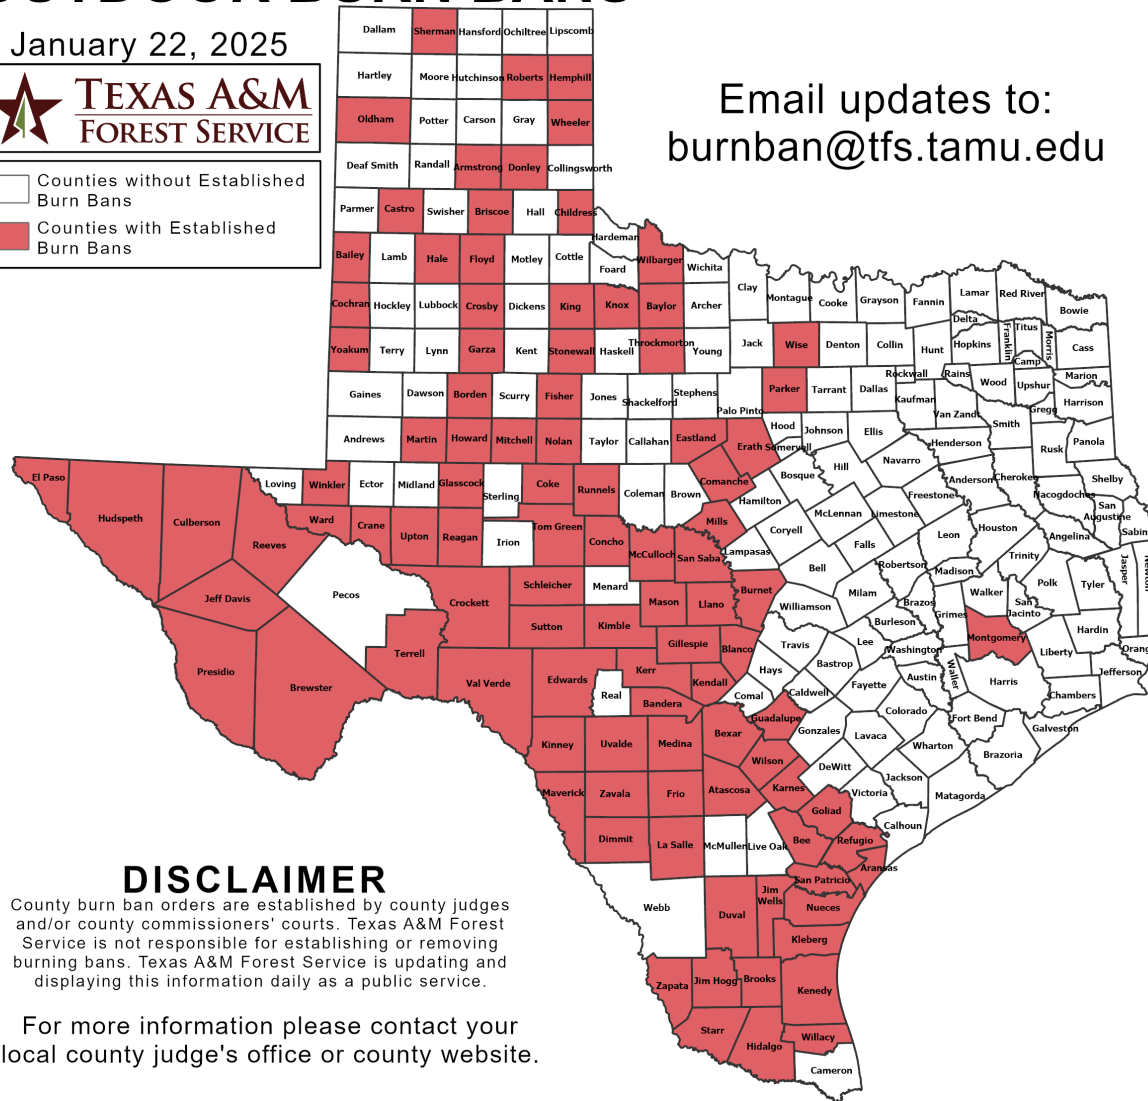 January 22, 2025
TEXAS A&M
FOREST SERVICE
Counties without Established
Burn Bans
Counties with Established
Burn Bans
Email updates to:
burnban@tfs.tamu.edu
Dallam Sherman Hansford Ochiltree Lipscomb
Hartley Moore Hutchinson Roberts Hemphill
Oldham Potter Carson Gray Wheeler
Deaf Smith Randall Armstrong Donley Collingsworth
Parmer Castro Swisher Briscoe Hall Childress
Hardeman
Bailey Lamb Hale Floyd Motley Cottle Foard Wilbarger Wichita
Clay Montague Cooke Grayson Fannin Lamar Red River Bowie
Cochran Hockley Lubbock Crosby Dickens King Knox Baylor Archer
Delta Franklin Titus Morris Cass
Yoakum Terry Lynn Garza Kent Stonewall Haskell Throckmorton Young Jack Wise Denton Collin Hunt Hopkins Camp
Rockwall Rains Wood Upshur Marion
Gaines Dawson Borden Scurry Fisher Jones Shackelford Stephens Palo Pinto Parker Tarrant Dallas Kaufman Van Zandt Gregg Harrison
Andrews Martin Howard Mitchell Nolan Taylor Callahan Eastland Erath Somervell Hood Johnson Ellis Henderson Smith Rusk Panola
El Paso Hudspeth Culberson Loving Winkler Ector Midland Glasscock Sterling Coke Runnels Coleman Brown Comanche Hamilton Bosque Hill Navarro Anderson Cherokee Nacogdoches Shelby
Freestone San
Augustine Sabin
Reeves Ward Crane Upton Reagan Irion Tom Green Concho McCulloch San Saba Mills Lampasas Coryell McLennan Limestone Leon Houston Angelina
Jeff Davis Pecos Crockett Schleicher Menard Mason Llano Burnet Bell Falls Robertson Madison Trinity Polk Tyler Jasper Newton
Williamson Milam Brazos Grimes Walker San
Jacinto Hardin
Presidio Brewster Terrell Sutton Kimble Gillespie Blanco Travis Lee Burleson Washington Montgomery Liberty Orang
Val Verde Edwards Real Kerr Kendall Bandera Hays Comal Caldwell Bastrop Fayette Austin Waller Harris Chambers Jefferson
Kinney Uvalde Medina Bexar Guadalupe Gonzales Lavaca Colorado Fort Bend Galveston
Wilson DeWitt Wharton Brazoria
Maverick Zavala Frio Atascosa Karnes Victoria Jackson Matagorda
Dimmit La Salle McMullen Live Oak Bee Goliad Refugio Calhoun
Aransas
San Patricio
Webb Duval Jim
Wells Nueces
Kleberg
Zapata Jim Hogg Brooks Kenedy
Starr Hidalgo Willacy
Cameron
DISCLAIMER
County burn ban orders are established by county judges
and/or county commissioners' courts. Texas A&M Forest
Service is not responsible for establishing or removing
burning bans. Texas A&M Forest Service is updating and
displaying this information daily as a public service.
For more information please contact your
local county judge's office or county website.